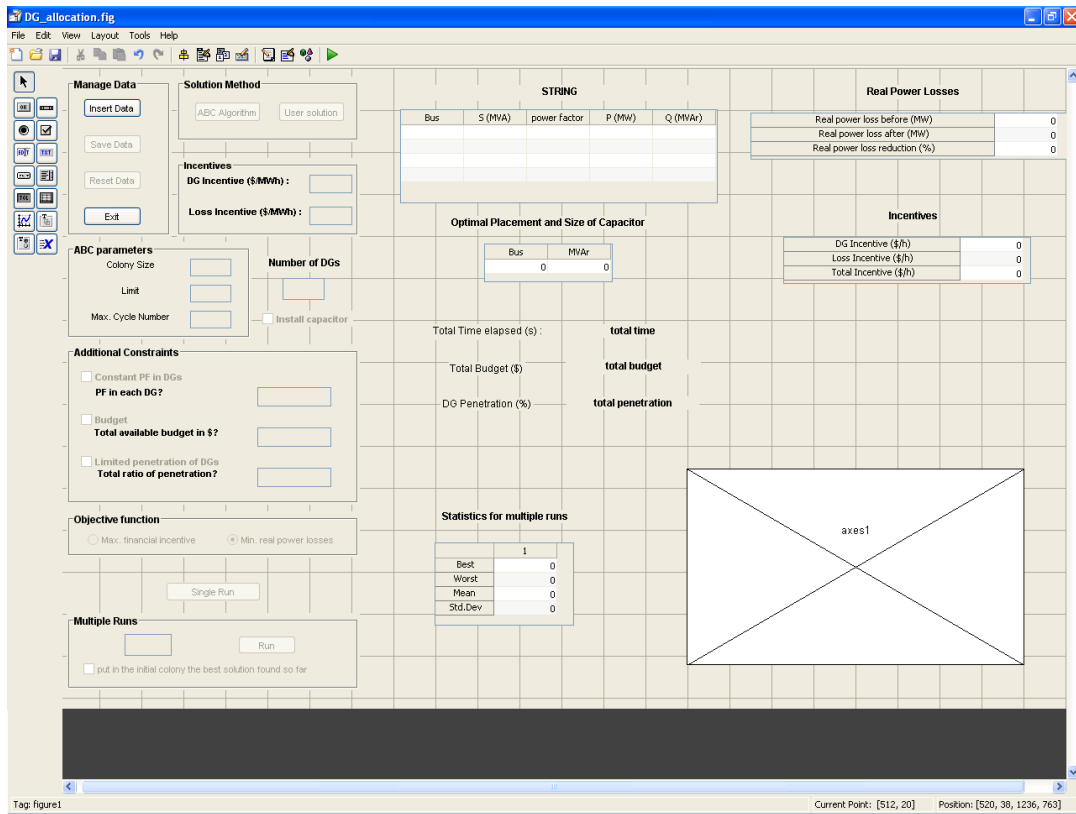 DG_allocation.fig
File Edit View Layout Tools Help
Manage Data
Insert Data
Save Data
Reset Data
Exit
Solution Method
ABC Algorithm User solution
Incentives
DG Incentive ($/MWh) :
Loss Incentive ($/MWh) :
ABC parameters
Colony Size
Limit
Max. Cycle Number
Number of DGs
Install capacitor
Additional Constraints
Constant PF in DGs
PF in each DG?
Budget
Total available budget in $?
Limited penetration of DGs
Total ratio of penetration?
Objective function
Max. financial incentive Min. real power losses
Single Run
Multiple Runs
Run
put in the initial colony the best solution found so far
STRING
Bus S (MVA) power factor P (MW) Q (MVAr)
Optimal Placement and Size of Capacitor
Bus MVAr
0 0
Total Time elapsed (s) : total time
Total Budget ($) total budget
DG Penetration (%) total penetration
Statistics for multiple runs
1
Best 0
Worst 0
Mean 0
Std.Dev 0
Real Power Losses
Real power loss before (MW) 0
Real power loss after (MW) 0
Real power loss reduction (%) 0
Incentives
DG Incentive ($/h) 0
Loss Incentive ($/h) 0
Total Incentive ($/h) 0
axes1
Tag: figure1 Current Point: [512, 20] Position: [520, 38, 1236, 763]